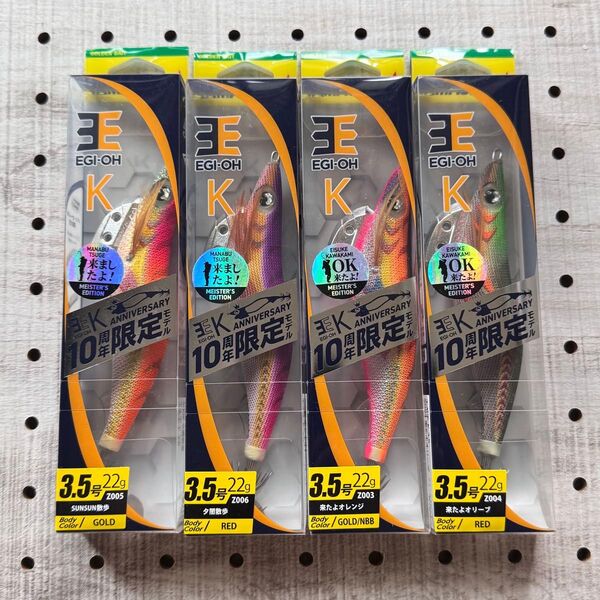 EGI-OH
K
MANABU
TSUGE
来まし
たよ!
MEISTER'S
EDITION
EGI-OH K ANNIVERSARY
10周年限定モデル
3.5号 22g
Z005
SUNSUN散歩
Body Color / GOLD
EGI-OH
K
MANABU
TSUGE
来まし
たよ!
MEISTER'S
EDITION
EGI-OH K ANNIVERSARY
10周年限定モデル
3.5号 22g
Z006
夕闇散歩
Body Color / RED
EGI-OH
K
EISUKE
KAWAKAMI
OK
来たよ!
MEISTER'S
EDITION
EGI-OH K ANNIVERSARY
10周年限定モデル
3.5号 22g
Z003
来たよオレンジ
Body Color / GOLD/NBB
EGI-OH
K
EISUKE
KAWAKAMI
OK
来たよ!
MEISTER'S
EDITION
EGI-OH K ANNIVERSARY
10周年限定モデル
3.5号 22g
Z004
来たよオリーブ
Body Color / RED